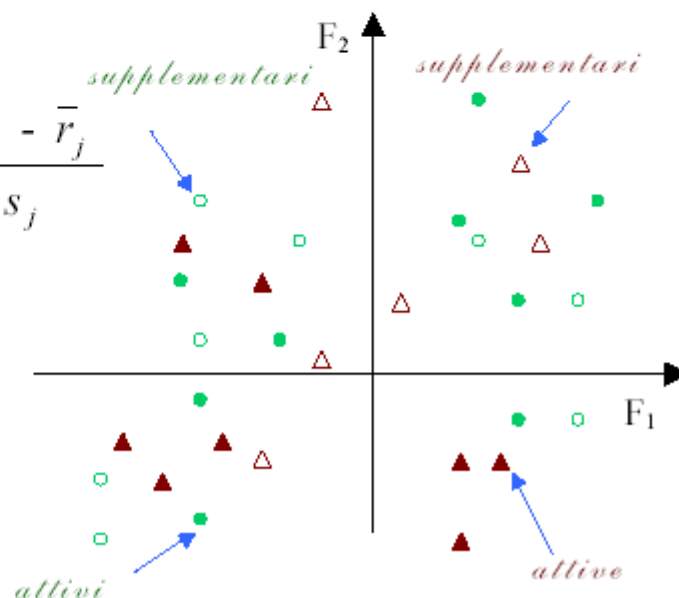 F₂
supplementari
supplementari
- r̄ⱼ
sⱼ
F₁
attive
attivi